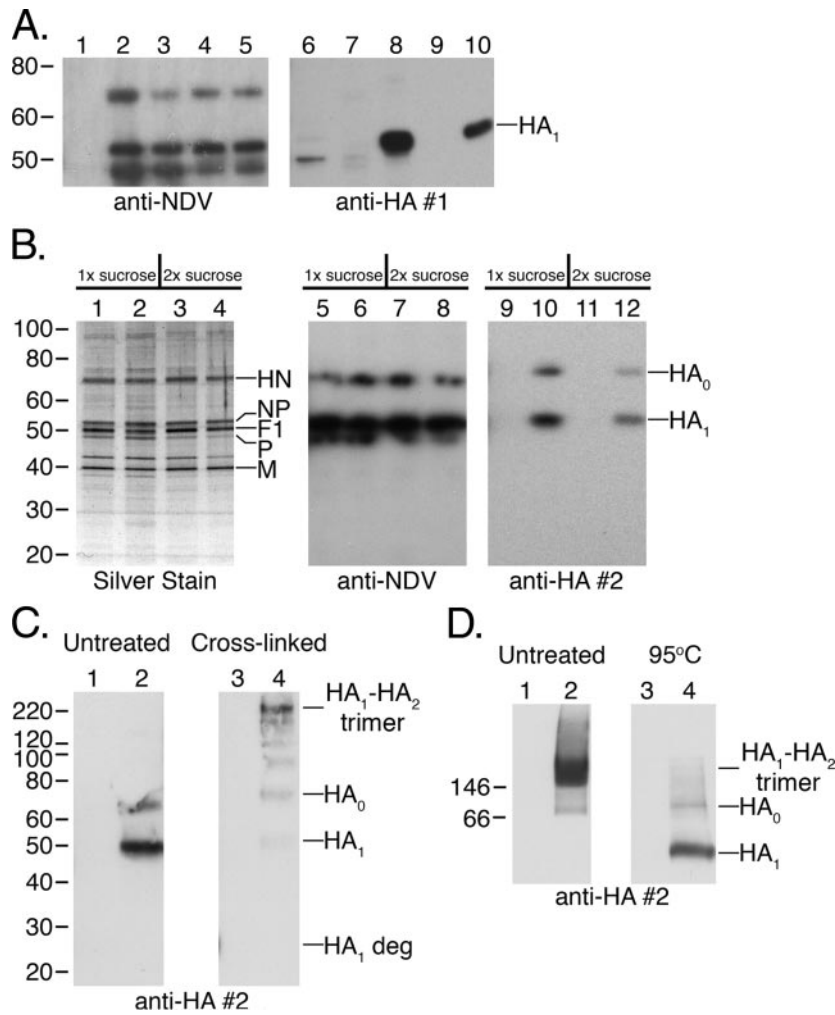 A.
1 2 3 4 5 6 7 8 9 10
80
60
50
HA₁
anti-NDV anti-HA #1
B.
1x sucrose 2x sucrose 1x sucrose 2x sucrose 1x sucrose 2x sucrose
1 2 3 4 5 6 7 8 9 10 11 12
100
80
60
50
40
30
20
HN
NP
F1
P
M
HA₀
HA₁
Silver Stain anti-NDV anti-HA #2
C.
Untreated Cross-linked
1 2 3 4
220
120
100
80
60
50
40
30
20
HA₁-HA₂
trimer
HA₀
HA₁
HA₁ deg
anti-HA #2
D.
Untreated 95°C
1 2 3 4
146
66
HA₁-HA₂
trimer
HA₀
HA₁
anti-HA #2